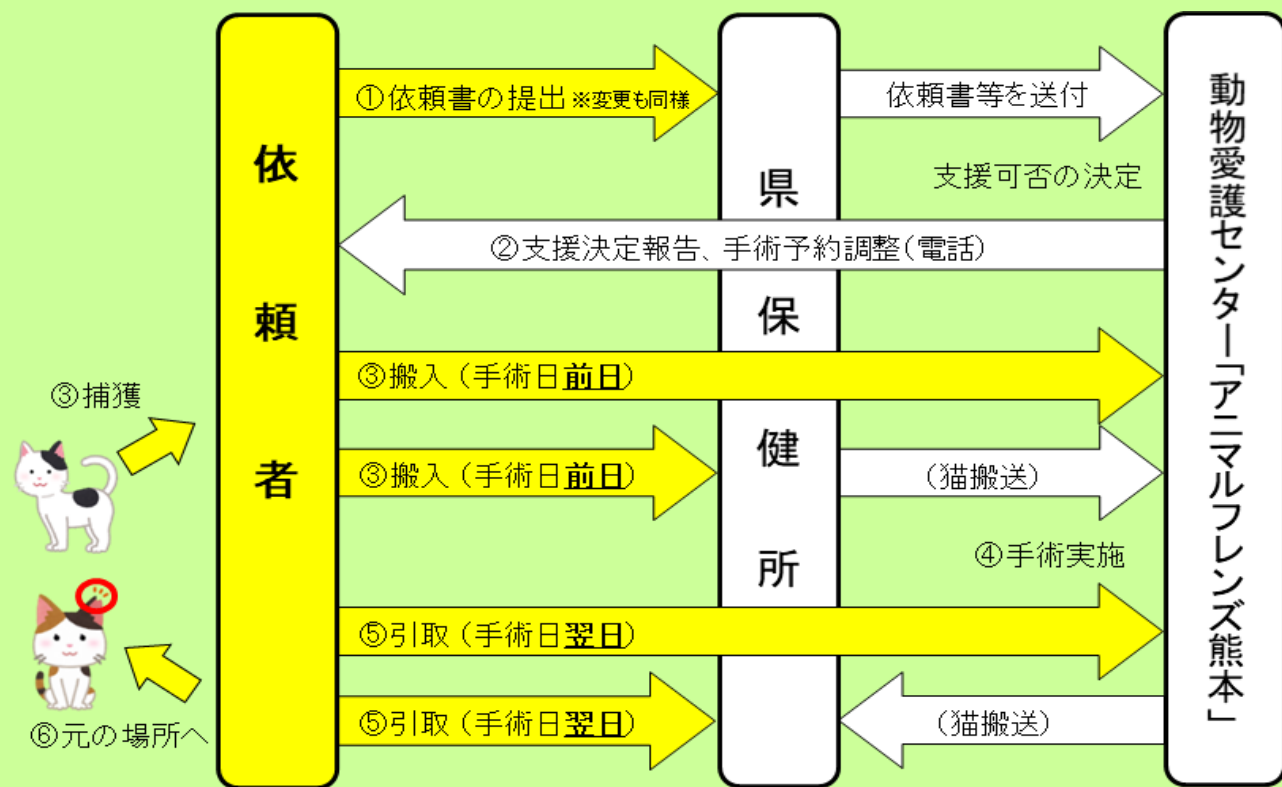 依頼者
県保健所
動物愛護センター「アニマルフレンズ熊本」
①依頼書の提出 ※変更も同様
依頼書等を送付
支援可否の決定
②支援決定報告、手術予約調整(電話)
③捕獲
③搬入（手術日前日）
③搬入（手術日前日）
（猫搬送）
④手術実施
⑤引取（手術日翌日）
⑤引取（手術日翌日）
（猫搬送）
⑥元の場所へ